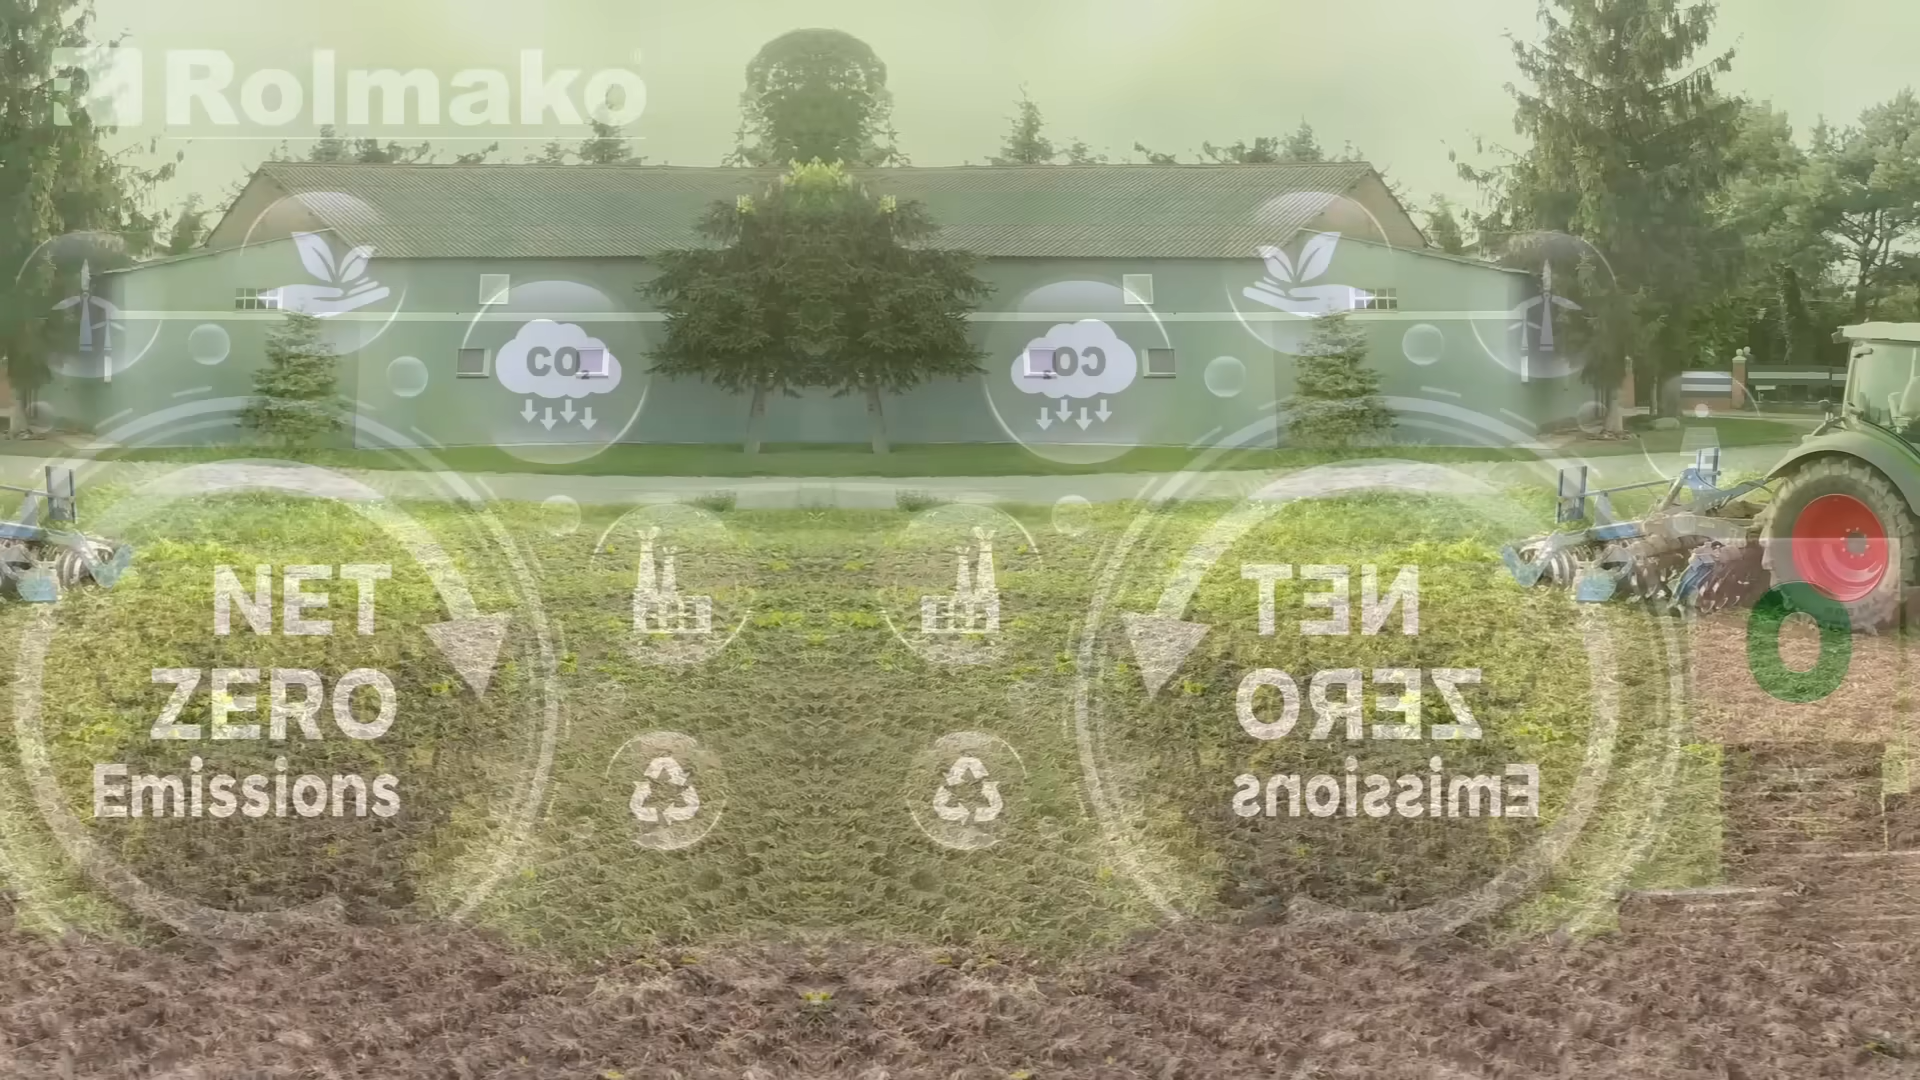 Rolmako
CO2
CO2
NET
ZERO
Emissions
NET
ZERO
Emissions
O